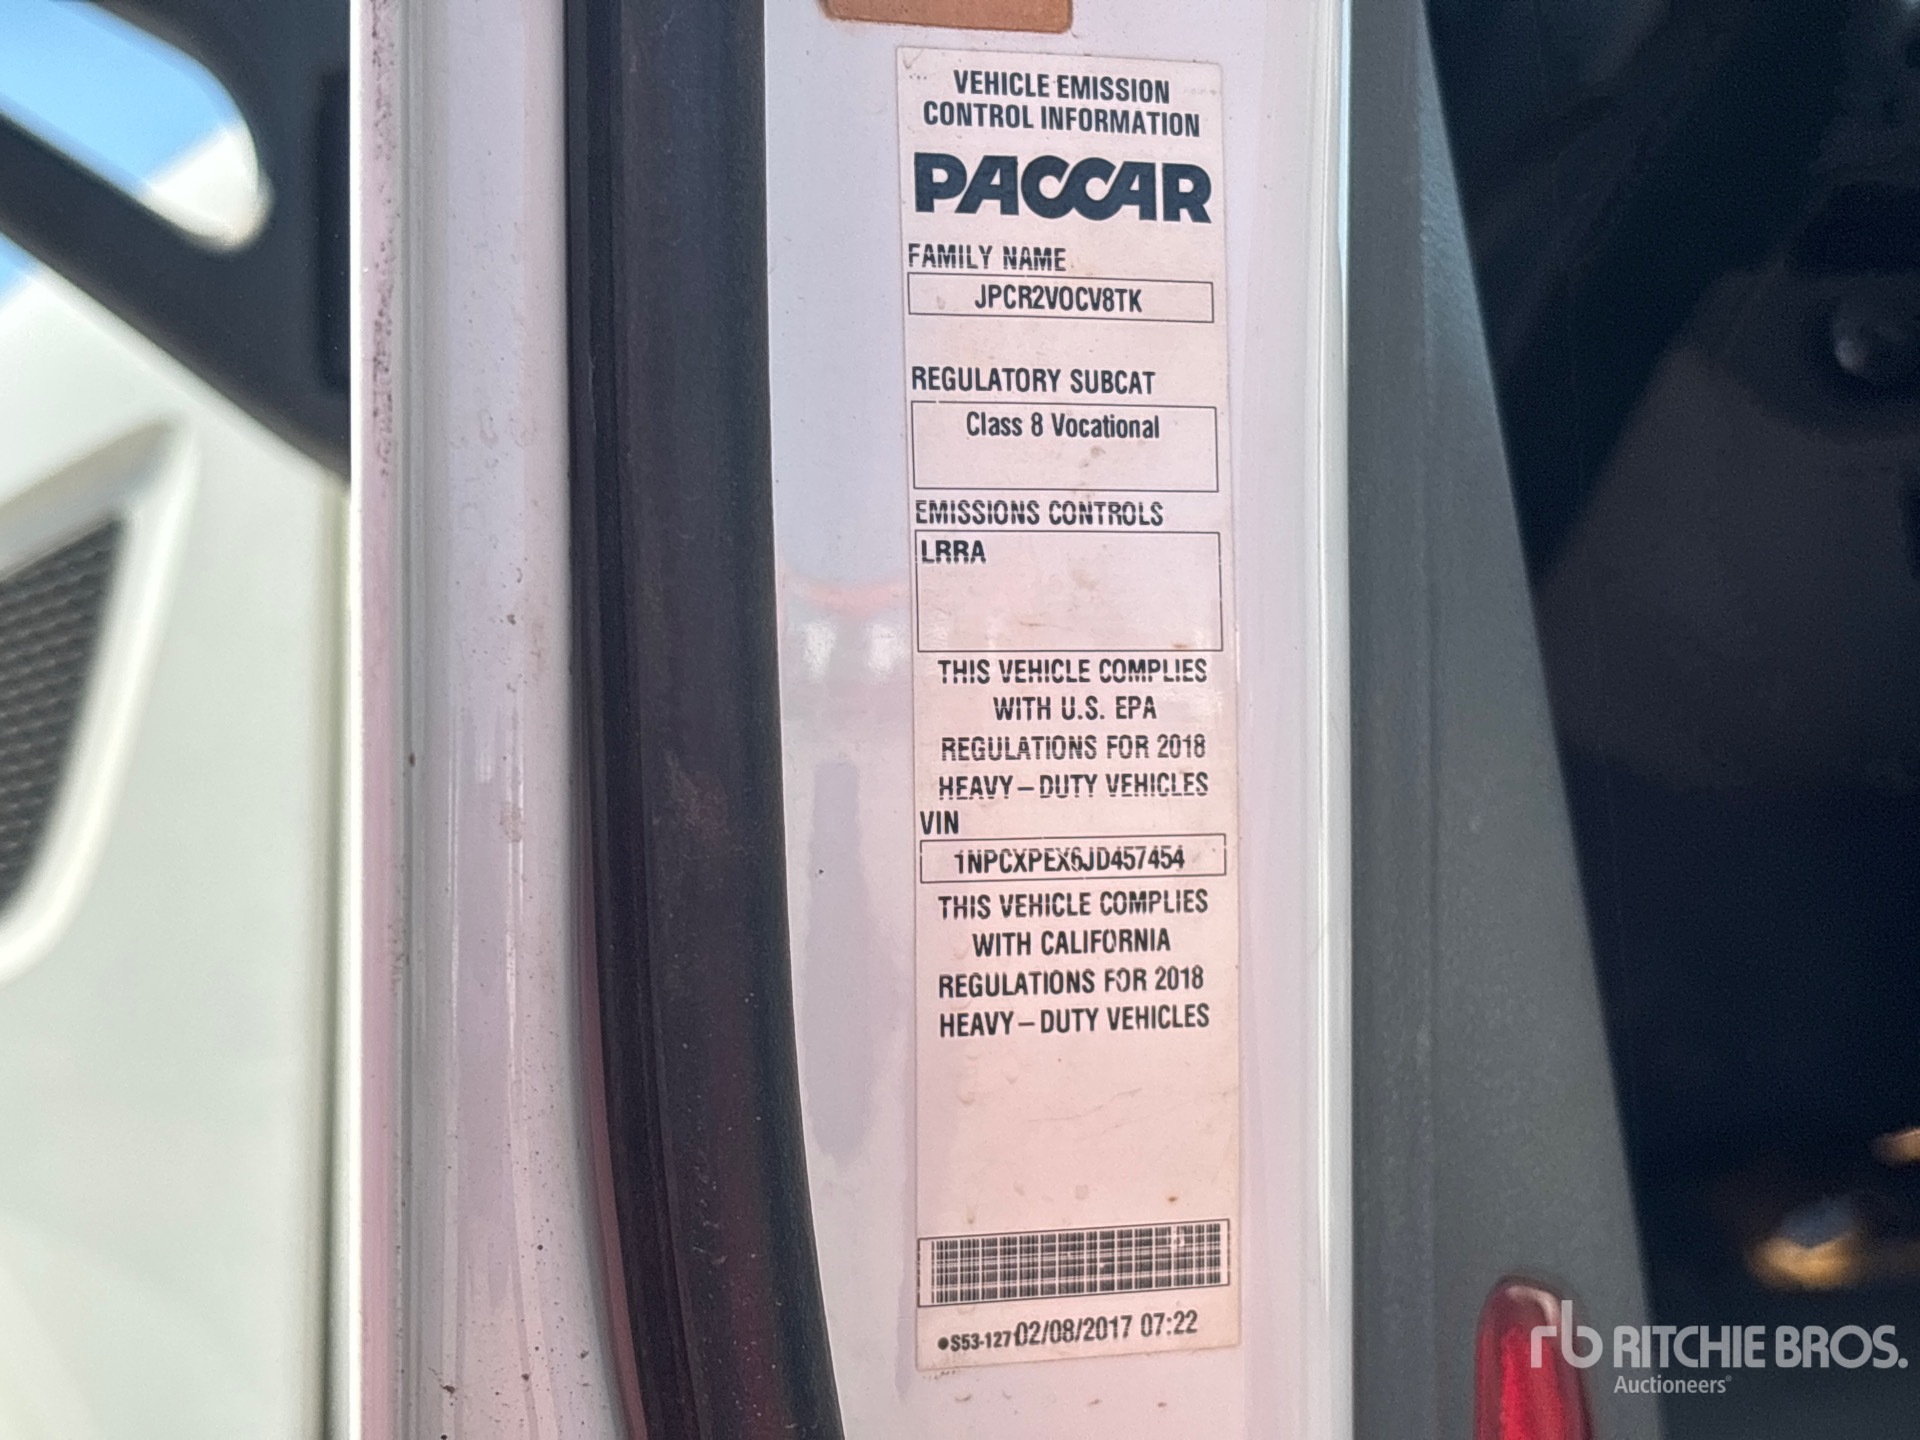 VEHICLE EMISSION
CONTROL INFORMATION
PACCAR
FAMILY NAME
JPCR2VOCV8TK
REGULATORY SUBCAT
Class 8 Vocational
EMISSIONS CONTROLS
LRRA
THIS VEHICLE COMPLIES
WITH U.S. EPA
REGULATIONS FOR 2018
HEAVY – DUTY VEHICLES
VIN
1NPCXPEX6JD457454
THIS VEHICLE COMPLIES
WITH CALIFORNIA
REGULATIONS FOR 2018
HEAVY – DUTY VEHICLES
●S53-127 02/08/2017 07:22
rb RITCHIE BROS.
Auctioneers®